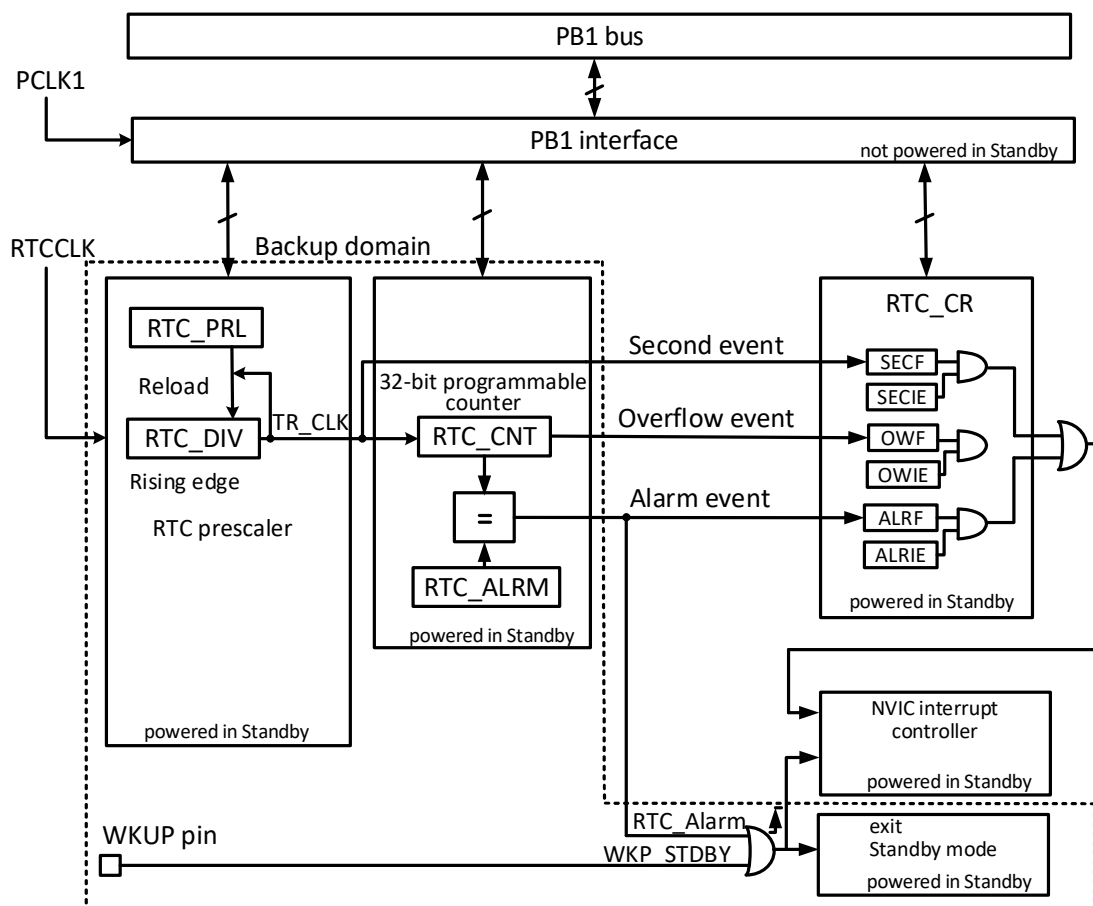 PB1 bus
PCLK1
PB1 interface
not powered in Standby
RTCCLK
Backup domain
RTC_PRL
Reload
RTC_DIV
TR_CLK
Rising edge
RTC prescaler
powered in Standby
32-bit programmable
counter
RTC_CNT
=
RTC_ALRM
powered in Standby
Second event
Overflow event
Alarm event
RTC_CR
SECF
SECIE
OWF
OWIE
ALRF
ALRIE
powered in Standby
NVIC interrupt
controller
powered in Standby
WKUP pin
RTC_Alarm
WKP_STDBY
exit
Standby mode
powered in Standby